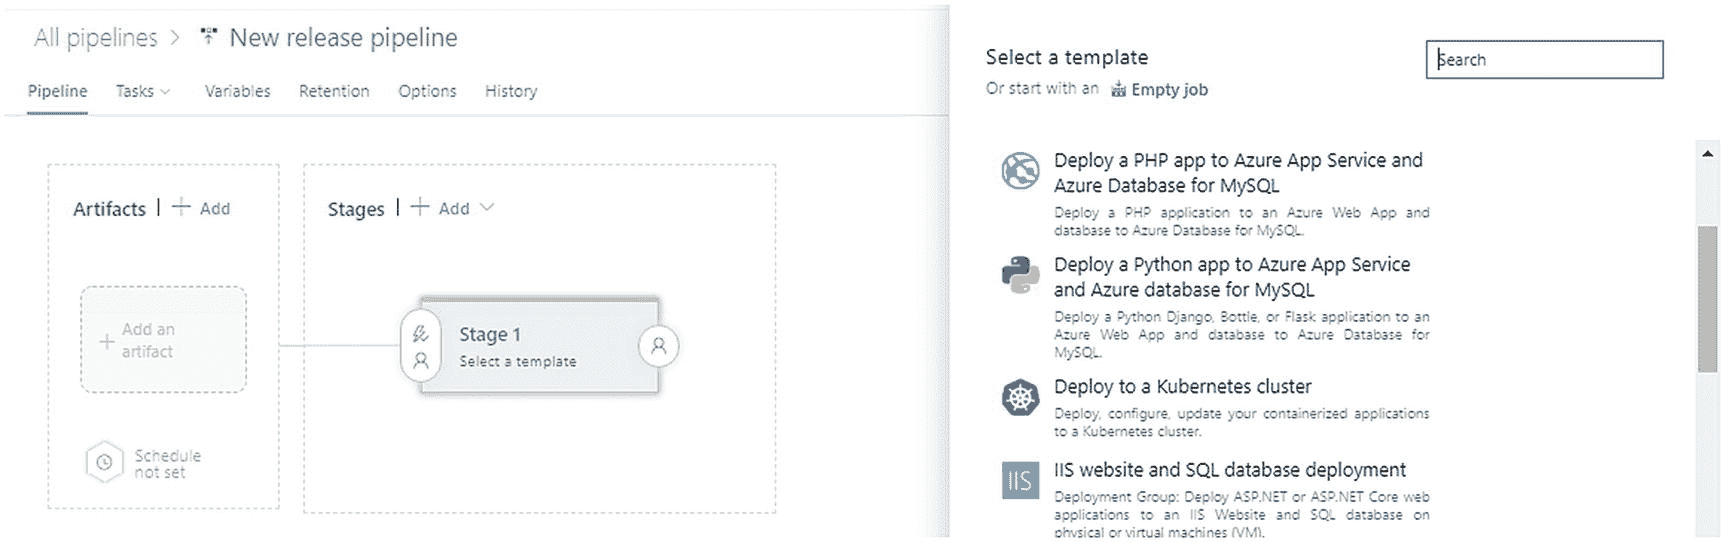 All pipelines > New release pipeline
Pipeline Tasks Variables Retention Options History
Artifacts | + Add
Stages | + Add
+ Add an
artifact
Stage 1
Select a template
Schedule
not set
Select a template
Search
Or start with an Empty job
Deploy a PHP app to Azure App Service and
Azure Database for MySQL
Deploy a PHP application to an Azure Web App and
database to Azure Database for MySQL.
Deploy a Python app to Azure App Service
and Azure database for MySQL
Deploy a Python Django, Bottle, or Flask application to an
Azure Web App and database to Azure Database for
MySQL.
Deploy to a Kubernetes cluster
Deploy, configure, update your containerized applications
to a Kubernetes cluster.
IIS
IIS website and SQL database deployment
Deployment Group: Deploy ASP.NET or ASP.NET Core web
applications to an IIS Website and SQL database on
physical or virtual machines (VM).